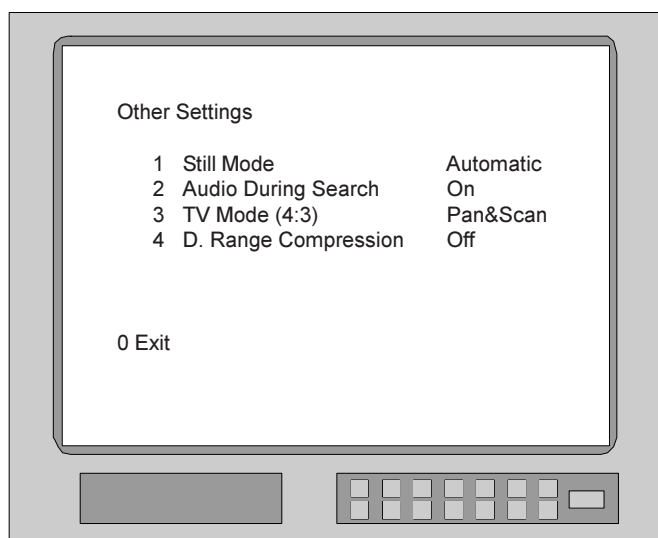 Other Settings
1 Still Mode Automatic
2 Audio During Search On
3 TV Mode (4:3) Pan&Scan
4 D. Range Compression Off
0 Exit